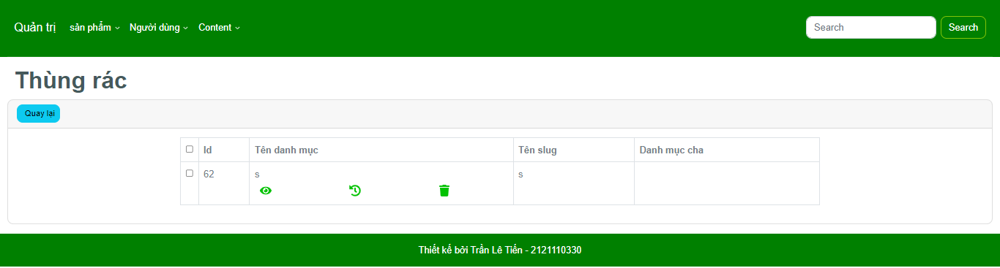 Quản trị sản phẩm Người dùng Content Search Search
Thùng rác
Quay lại
Id Tên danh mục Tên slug Danh mục cha
62 s s
Thiết kế bởi Trần Lê Tiến - 2121110330